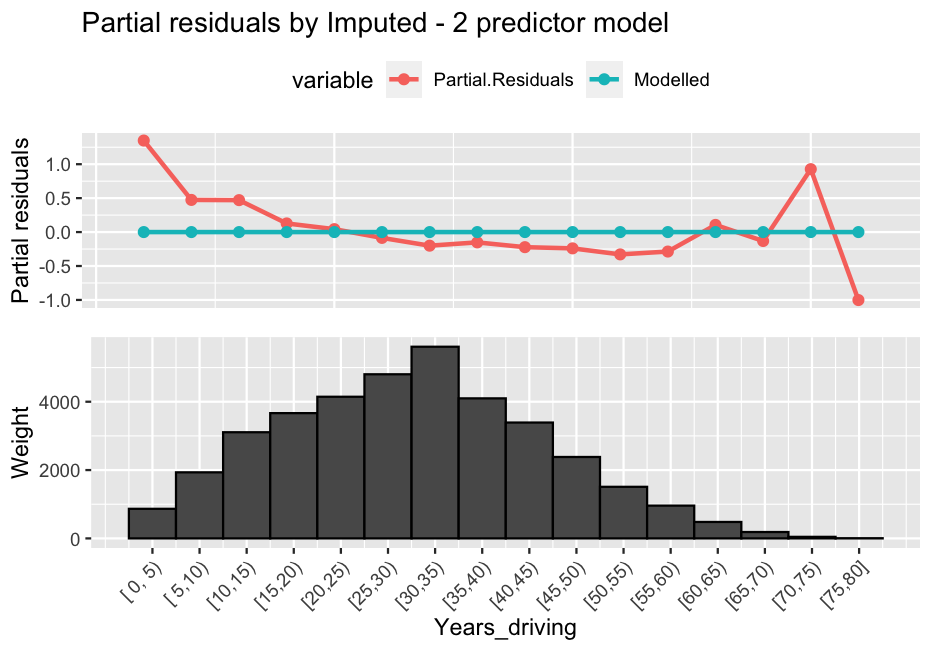 Partial residuals by Imputed - 2 predictor model
variable Partial.Residuals Modelled
Partial residuals
1.0
0.5
0.0
-0.5
-1.0
Weight
4000
2000
0
[ 0, 5) [ 5,10) [10,15) [15,20) [20,25) [25,30) [30,35) [35,40) [40,45) [45,50) [50,55) [55,60) [60,65) [65,70) [70,75) [75,80]
Years_driving